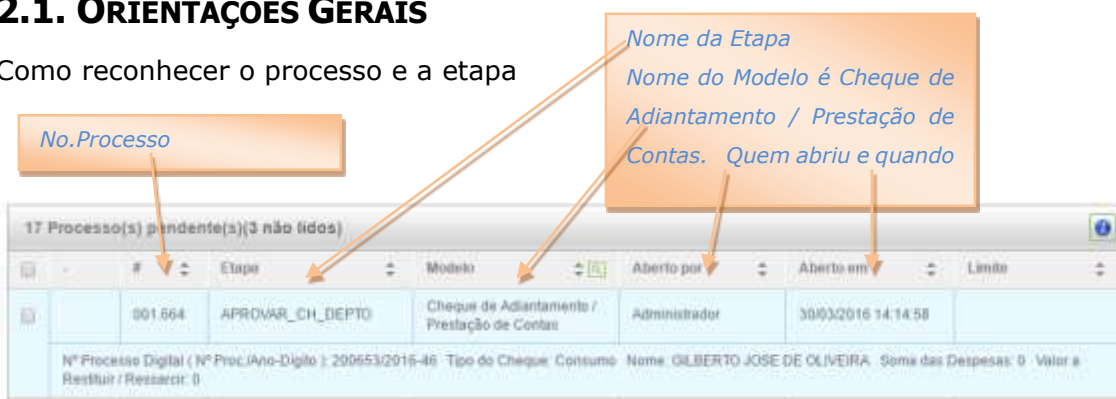 2.1. ORIENTAÇÕES GERAIS
Como reconhecer o processo e a etapa
No.Processo
Nome da Etapa
Nome do Modelo é Cheque de
Adiantamento / Prestação de
Contas. Quem abriu e quando
17 Processo(s) pendente(s)(3 não lidos)
# Etapa Modelo Aberto por Aberto em Limite
001.664 APROVAR_CH_DEPTO Cheque de Adiantamento / Administrador 30/03/2016 14:14:58
Prestação de Contas
Nº Processo Digital ( Nº Proc./Ano-Dígito ): 200653/2016-46 Tipo do Cheque: Consumo Nome: GILBERTO JOSE DE OLIVEIRA Soma das Despesas: 0 Valor a
Restituir / Ressarcir: 0